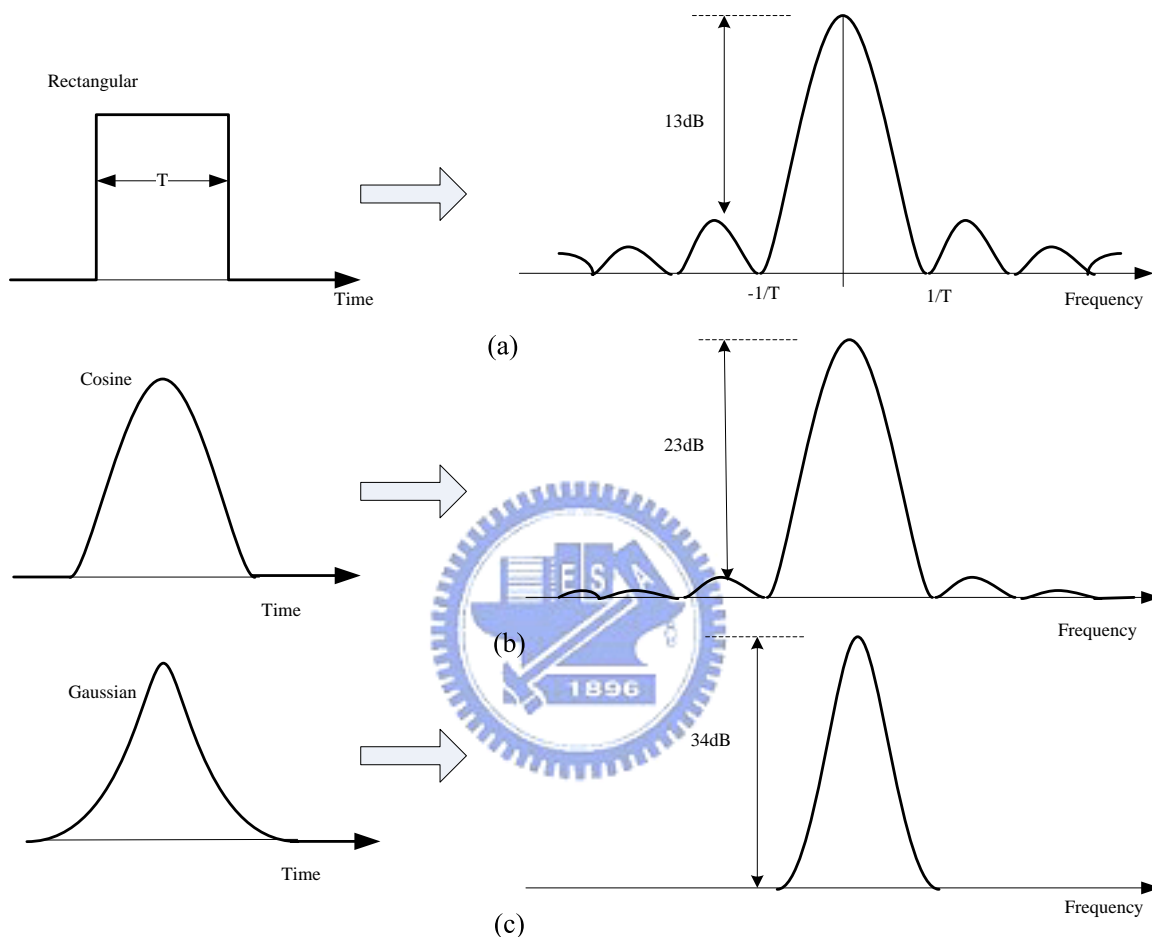 Rectangular
T
Time
13dB
-1/T
1/T
Frequency
(a)
Cosine
Time
23dB
Frequency
(b)
E S A
1896
Gaussian
Time
34dB
Frequency
(c)